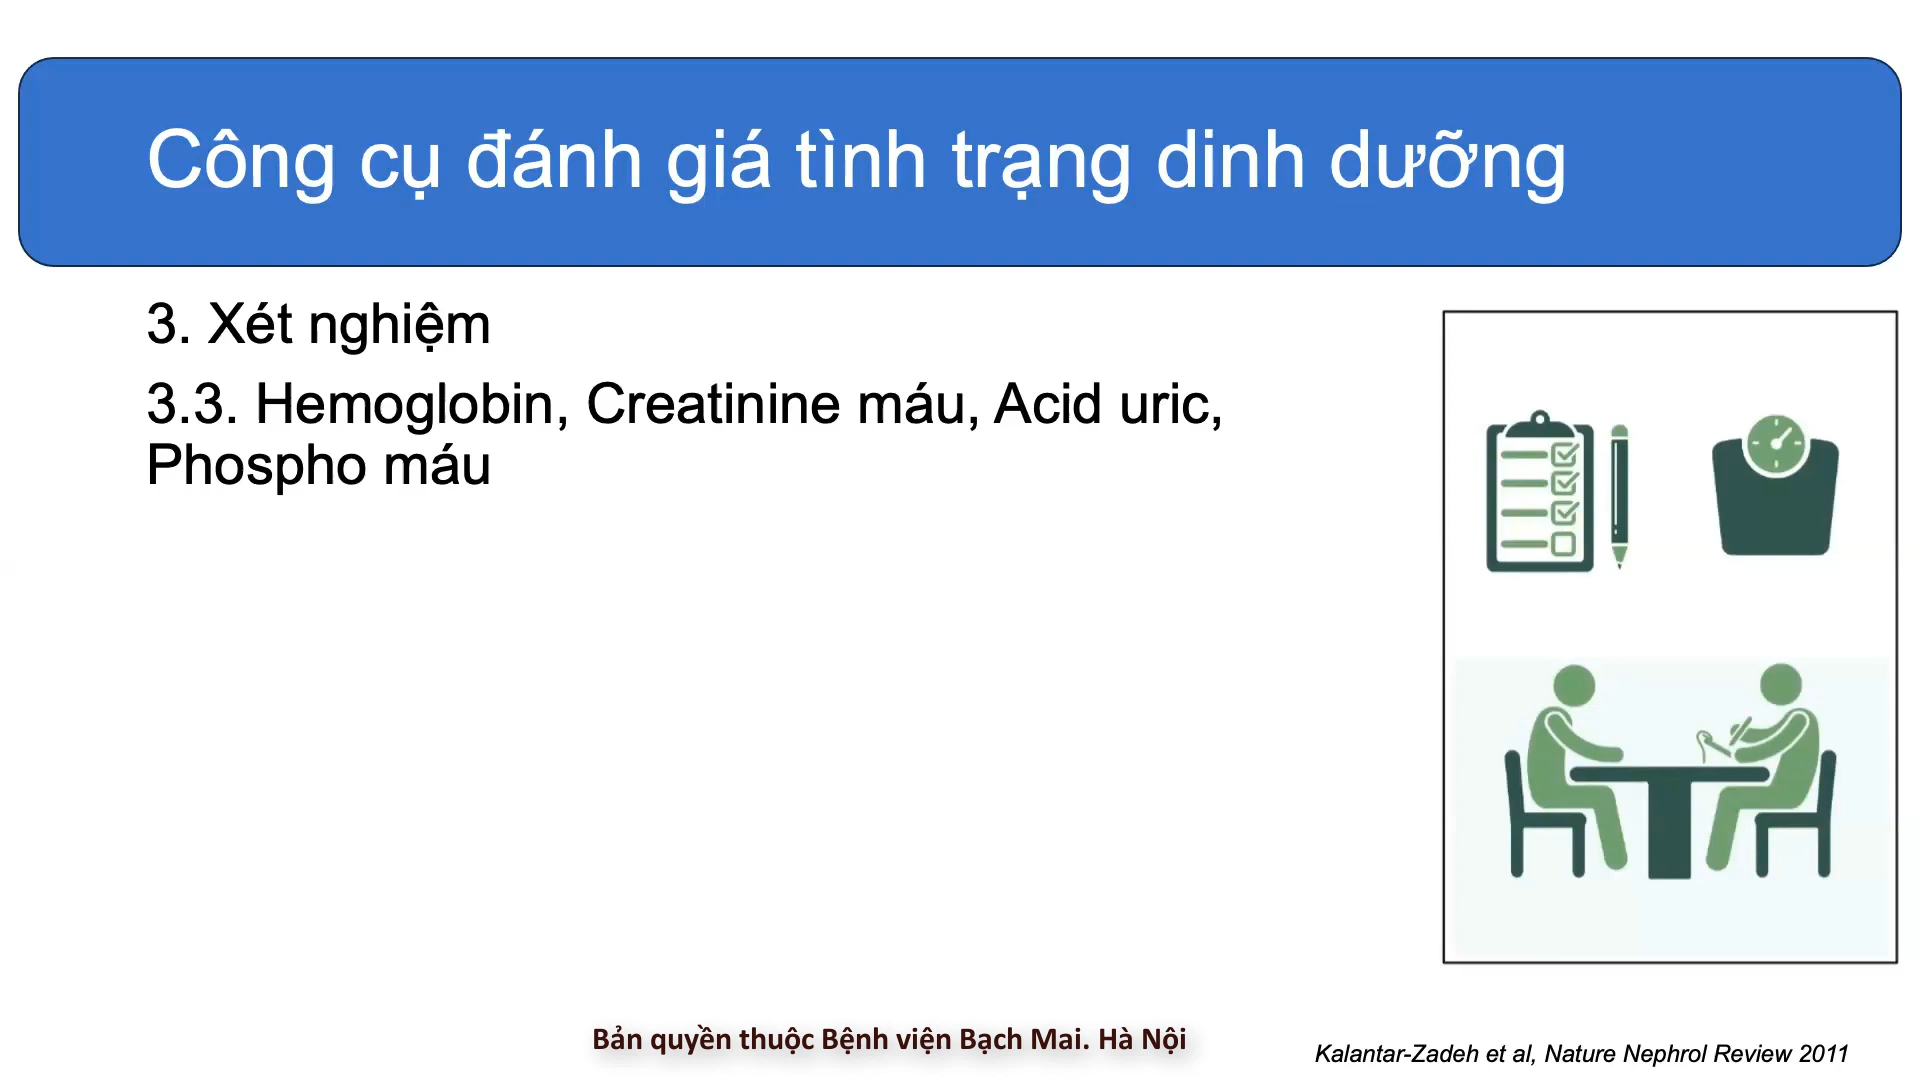 Công cụ đánh giá tình trạng dinh dưỡng
3. Xét nghiệm
3.3. Hemoglobin, Creatinine máu, Acid uric,
Phospho máu
Bản quyền thuộc Bệnh viện Bạch Mai. Hà Nội
Kalantar-Zadeh et al, Nature Nephrol Review 2011